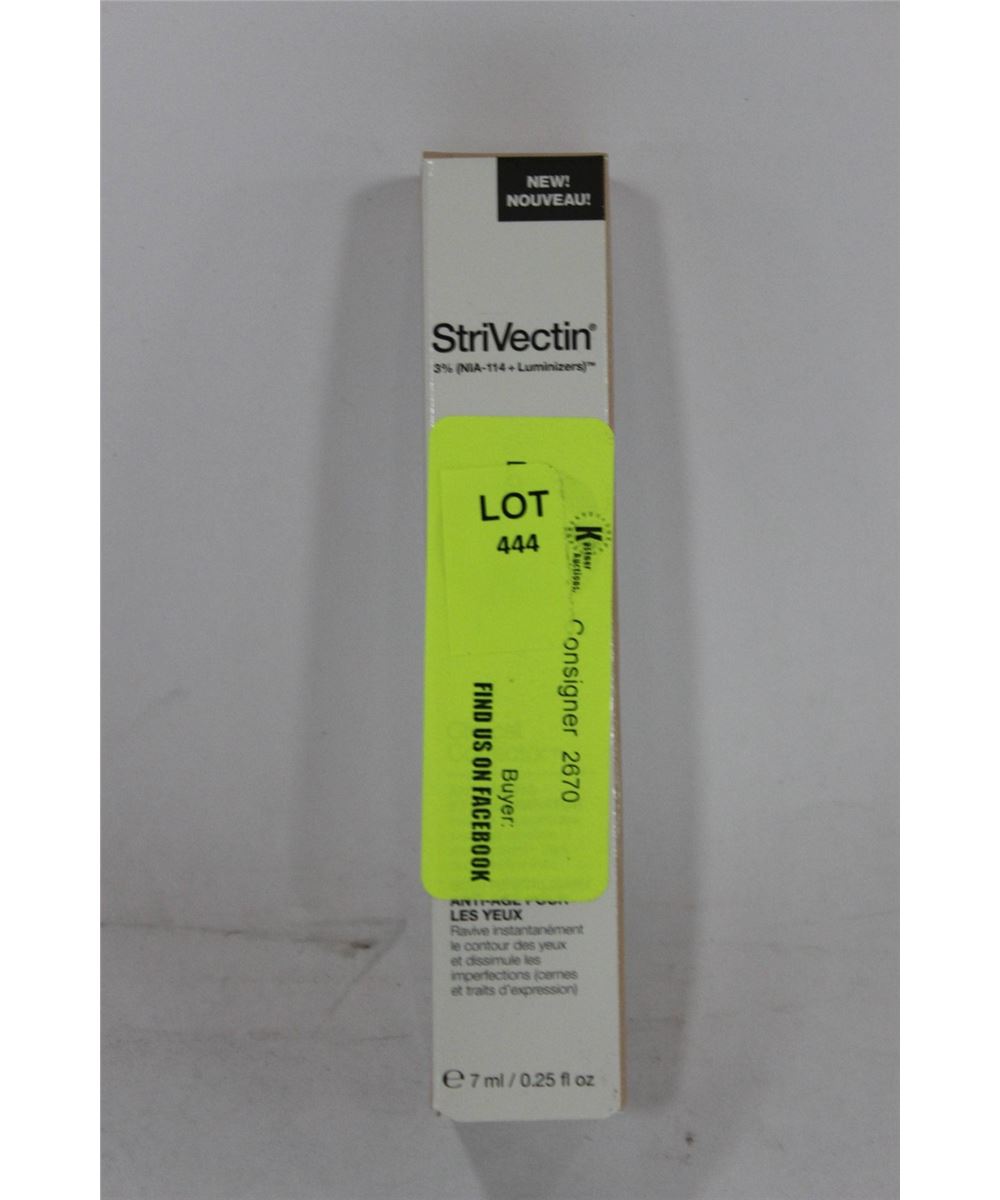 NEW!
NOUVEAU!
StriVectin®
3% (NIA-114 + Luminizers)™
LOT
444
Consigner 2670
Buyer:
FIND US ON FACEBOOK
LES YEUX
Ravive instantanément
le contour des yeux
et dissimule les
imperfections (cernes
et traits d'expression)
e 7 ml / 0.25 fl oz